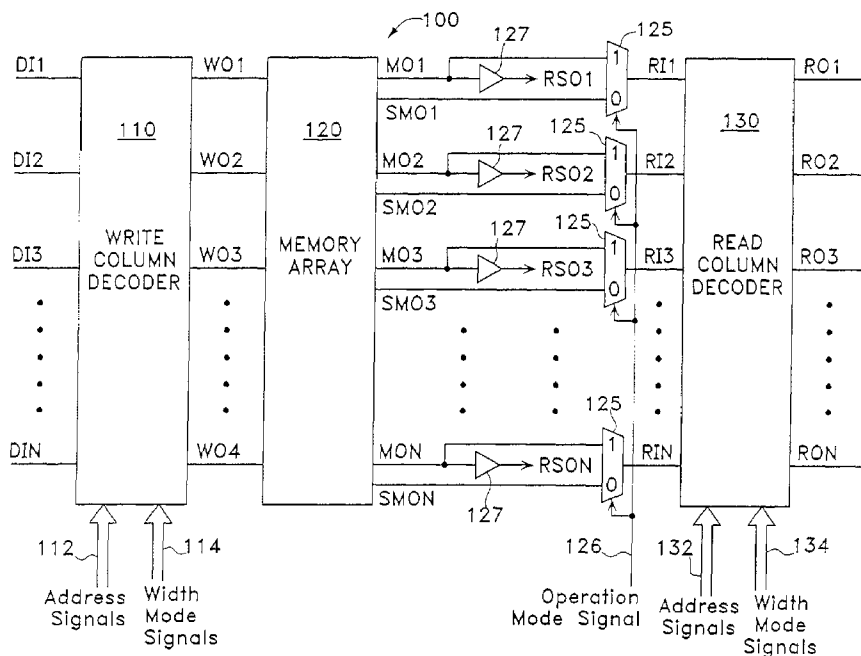 100
125
127
DI1 WO1 MO1 1 RI1 RO1
RSO1
110 120 SMO1 0 130
125
127
DI2 WO2 MO2 1 RI2 RO2
RSO2
SMO2 0
WRITE COLUMN DECODER
MEMORY ARRAY
READ COLUMN DECODER
125
127
DI3 WO3 MO3 1 RI3 RO3
RSO3
SMO3 0
125
DIN WO4 MON 1 RIN RON
RSON
SMON 0
127
112 114 126 132 134
Address Signals
Width Mode Signals
Operation Mode Signal
Address Signals
Width Mode Signals